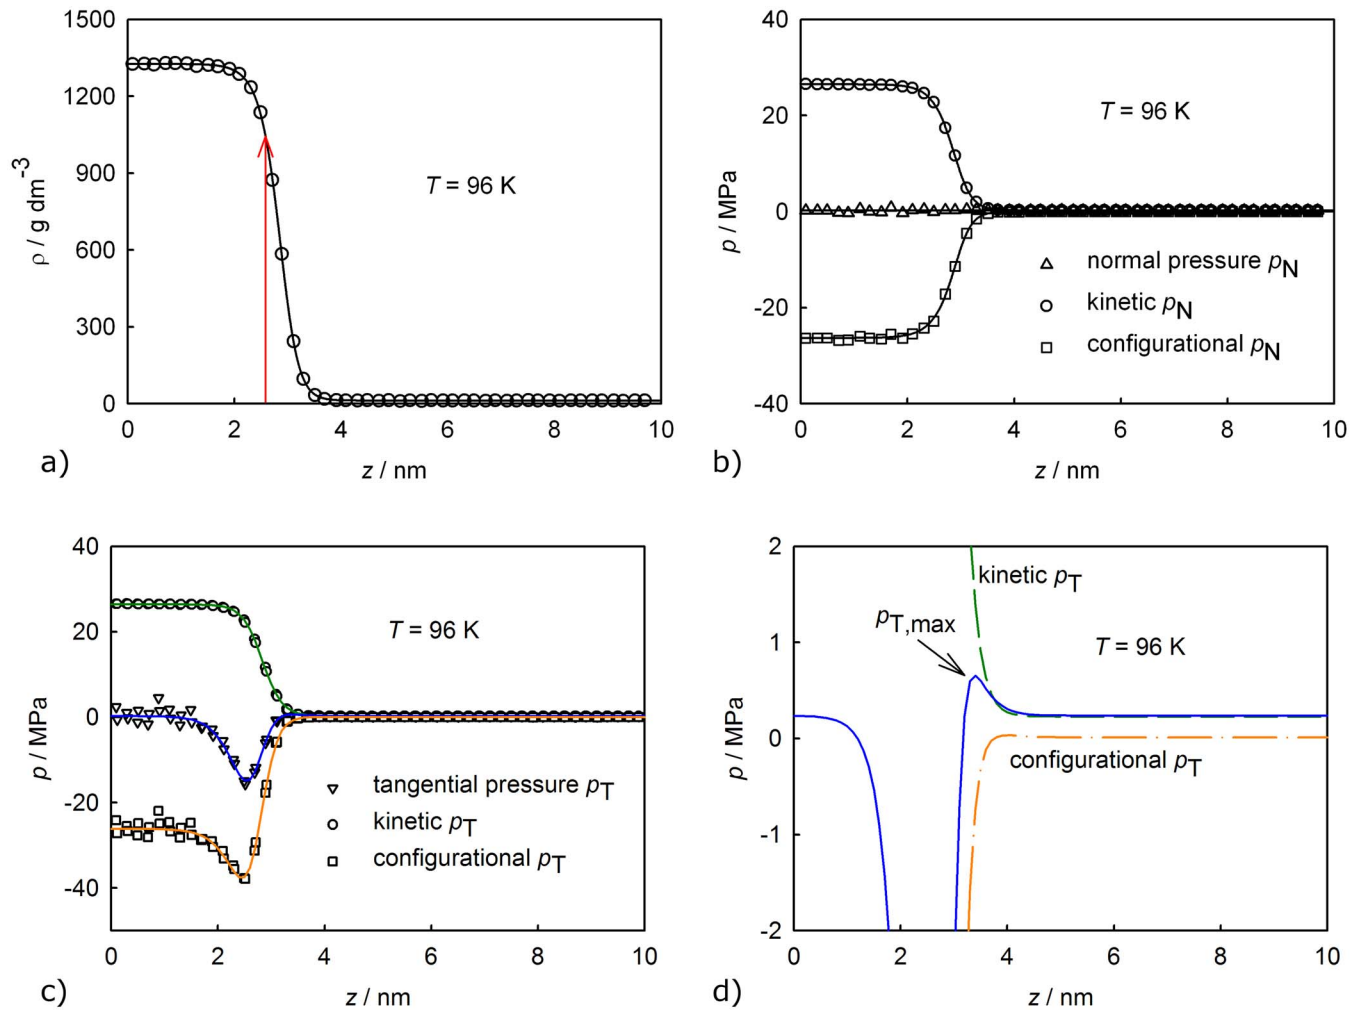 1500
1200
900
600
300
0
ρ / g dm-3
T = 96 K
0 2 4 6 8 10
z / nm
a)
40
20
0
-20
-40
p / MPa
T = 96 K
normal pressure pN
kinetic pN
configurational pN
0 2 4 6 8 10
z / nm
b)
40
20
0
-20
-40
p / MPa
T = 96 K
tangential pressure pT
kinetic pT
configurational pT
0 2 4 6 8 10
z / nm
c)
2
1
0
-1
-2
p / MPa
kinetic pT
pT,max
T = 96 K
configurational pT
0 2 4 6 8 10
z / nm
d)